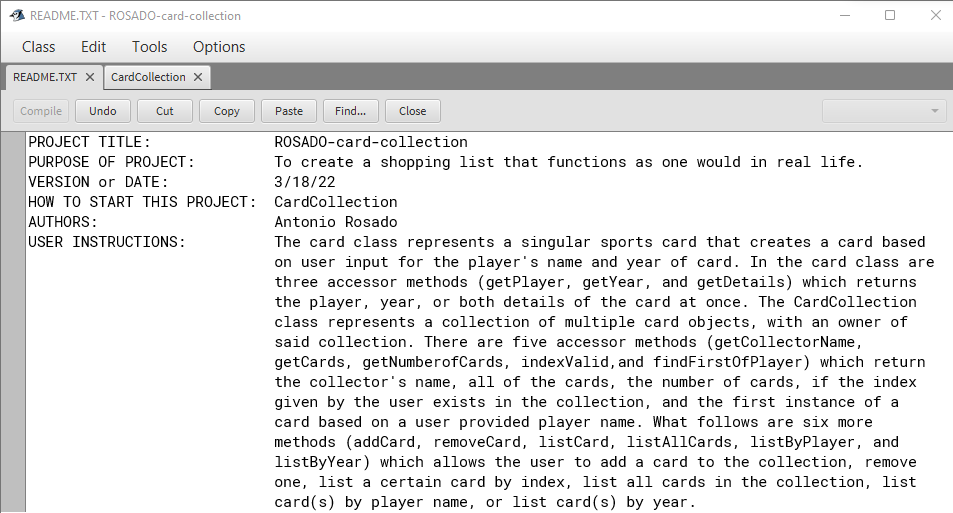 README.TXT - ROSADO-card-collection
Class Edit Tools Options
README.TXT CardCollection
Compile Undo Cut Copy Paste Find... Close
PROJECT TITLE: ROSADO-card-collection
PURPOSE OF PROJECT: To create a shopping list that functions as one would in real life.
VERSION or DATE: 3/18/22
HOW TO START THIS PROJECT: CardCollection
AUTHORS: Antonio Rosado
USER INSTRUCTIONS: The card class represents a singular sports card that creates a card based
on user input for the player's name and year of card. In the card class are
three accessor methods (getPlayer, getYear, and getDetails) which returns
the player, year, or both details of the card at once. The CardCollection
class represents a collection of multiple card objects, with an owner of
said collection. There are five accessor methods (getCollectorName,
getCards, getNumberofCards, indexValid,and findFirstOfPlayer) which return
the collector's name, all of the cards, the number of cards, if the index
given by the user exists in the collection, and the first instance of a
card based on a user provided player name. What follows are six more
methods (addCard, removeCard, listCard, listAllCards, listByPlayer, and
listByYear) which allows the user to add a card to the collection, remove
one, list a certain card by index, list all cards in the collection, list
card(s) by player name, or list card(s) by year.